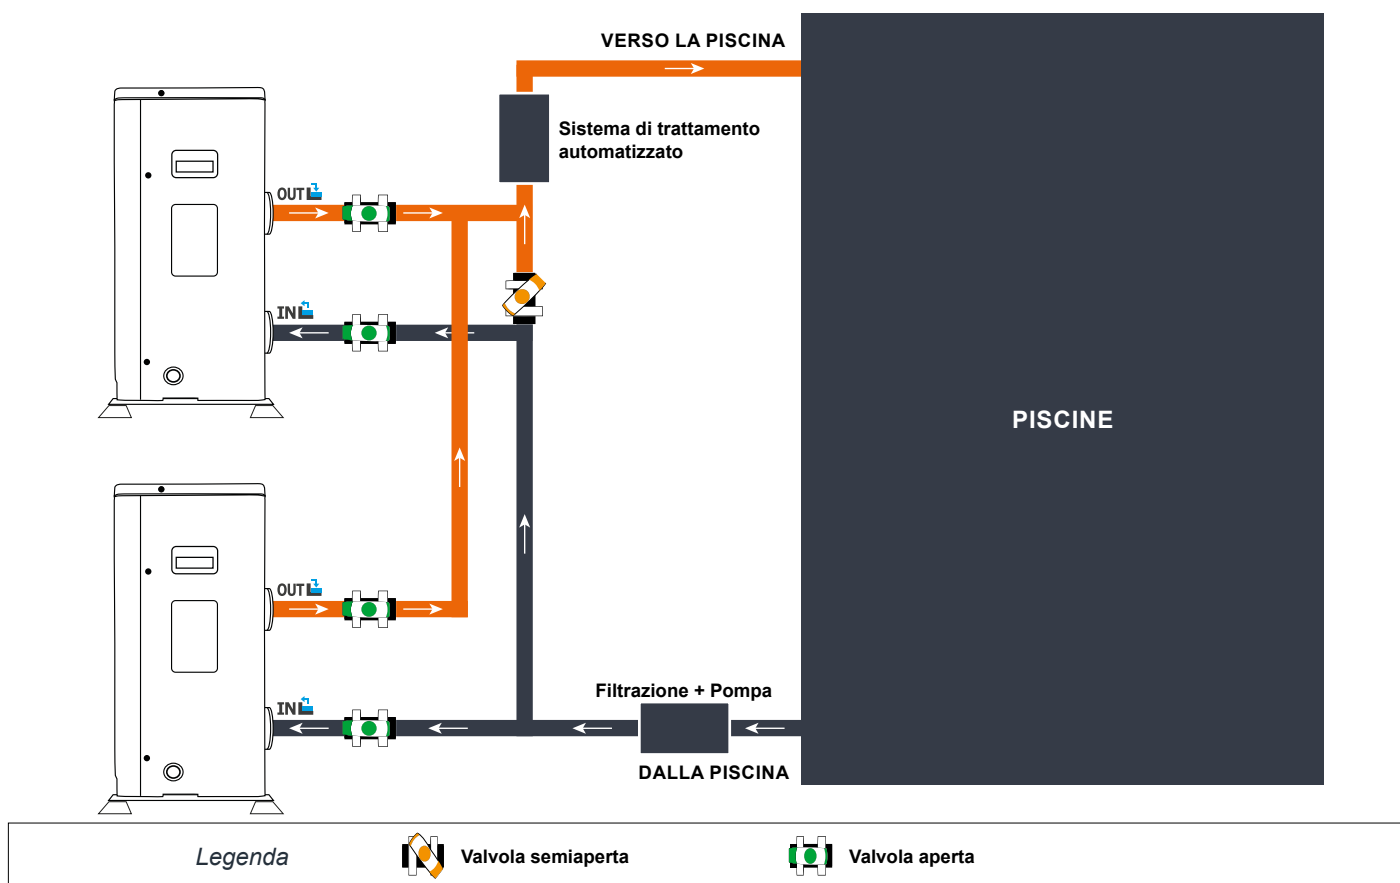 VERSO LA PISCINA
Sistema di trattamento
automatizzato
OUT
IN
PISCINE
OUT
IN
Filtrazione + Pompa
DALLA PISCINA
Legenda
Valvola semiaperta
Valvola aperta